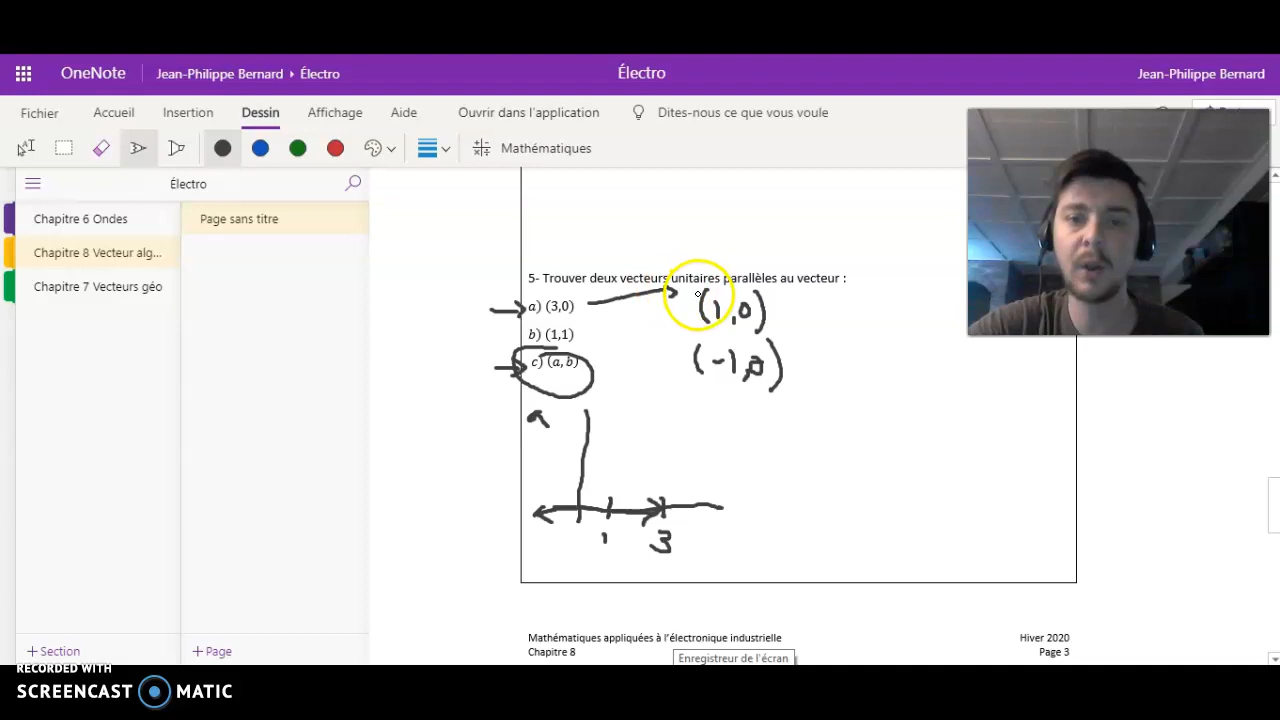 OneNote
Jean-Philippe Bernard › Électro
Électro
Jean-Philippe Bernard
Fichier
Accueil
Insertion
Dessin
Affichage
Aide
Ouvrir dans l'application
Dites-nous ce que vous voule
Mathématiques
Électro
Chapitre 6 Ondes
Chapitre 8 Vecteur alg...
Chapitre 7 Vecteurs géo
Page sans titre
5- Trouver deux vecteurs unitaires parallèles au vecteur :
a) (3,0)
(1,0)
b) (1,1)
c) (a, b)
(-1,0)
a
1
3
Mathématiques appliquées à l'électronique industrielle
Hiver 2020
Chapitre 8
Page 3
+ Section
+ Page
Enregistreur de l'écran
RECORDED WITH
SCREENCAST MATIC